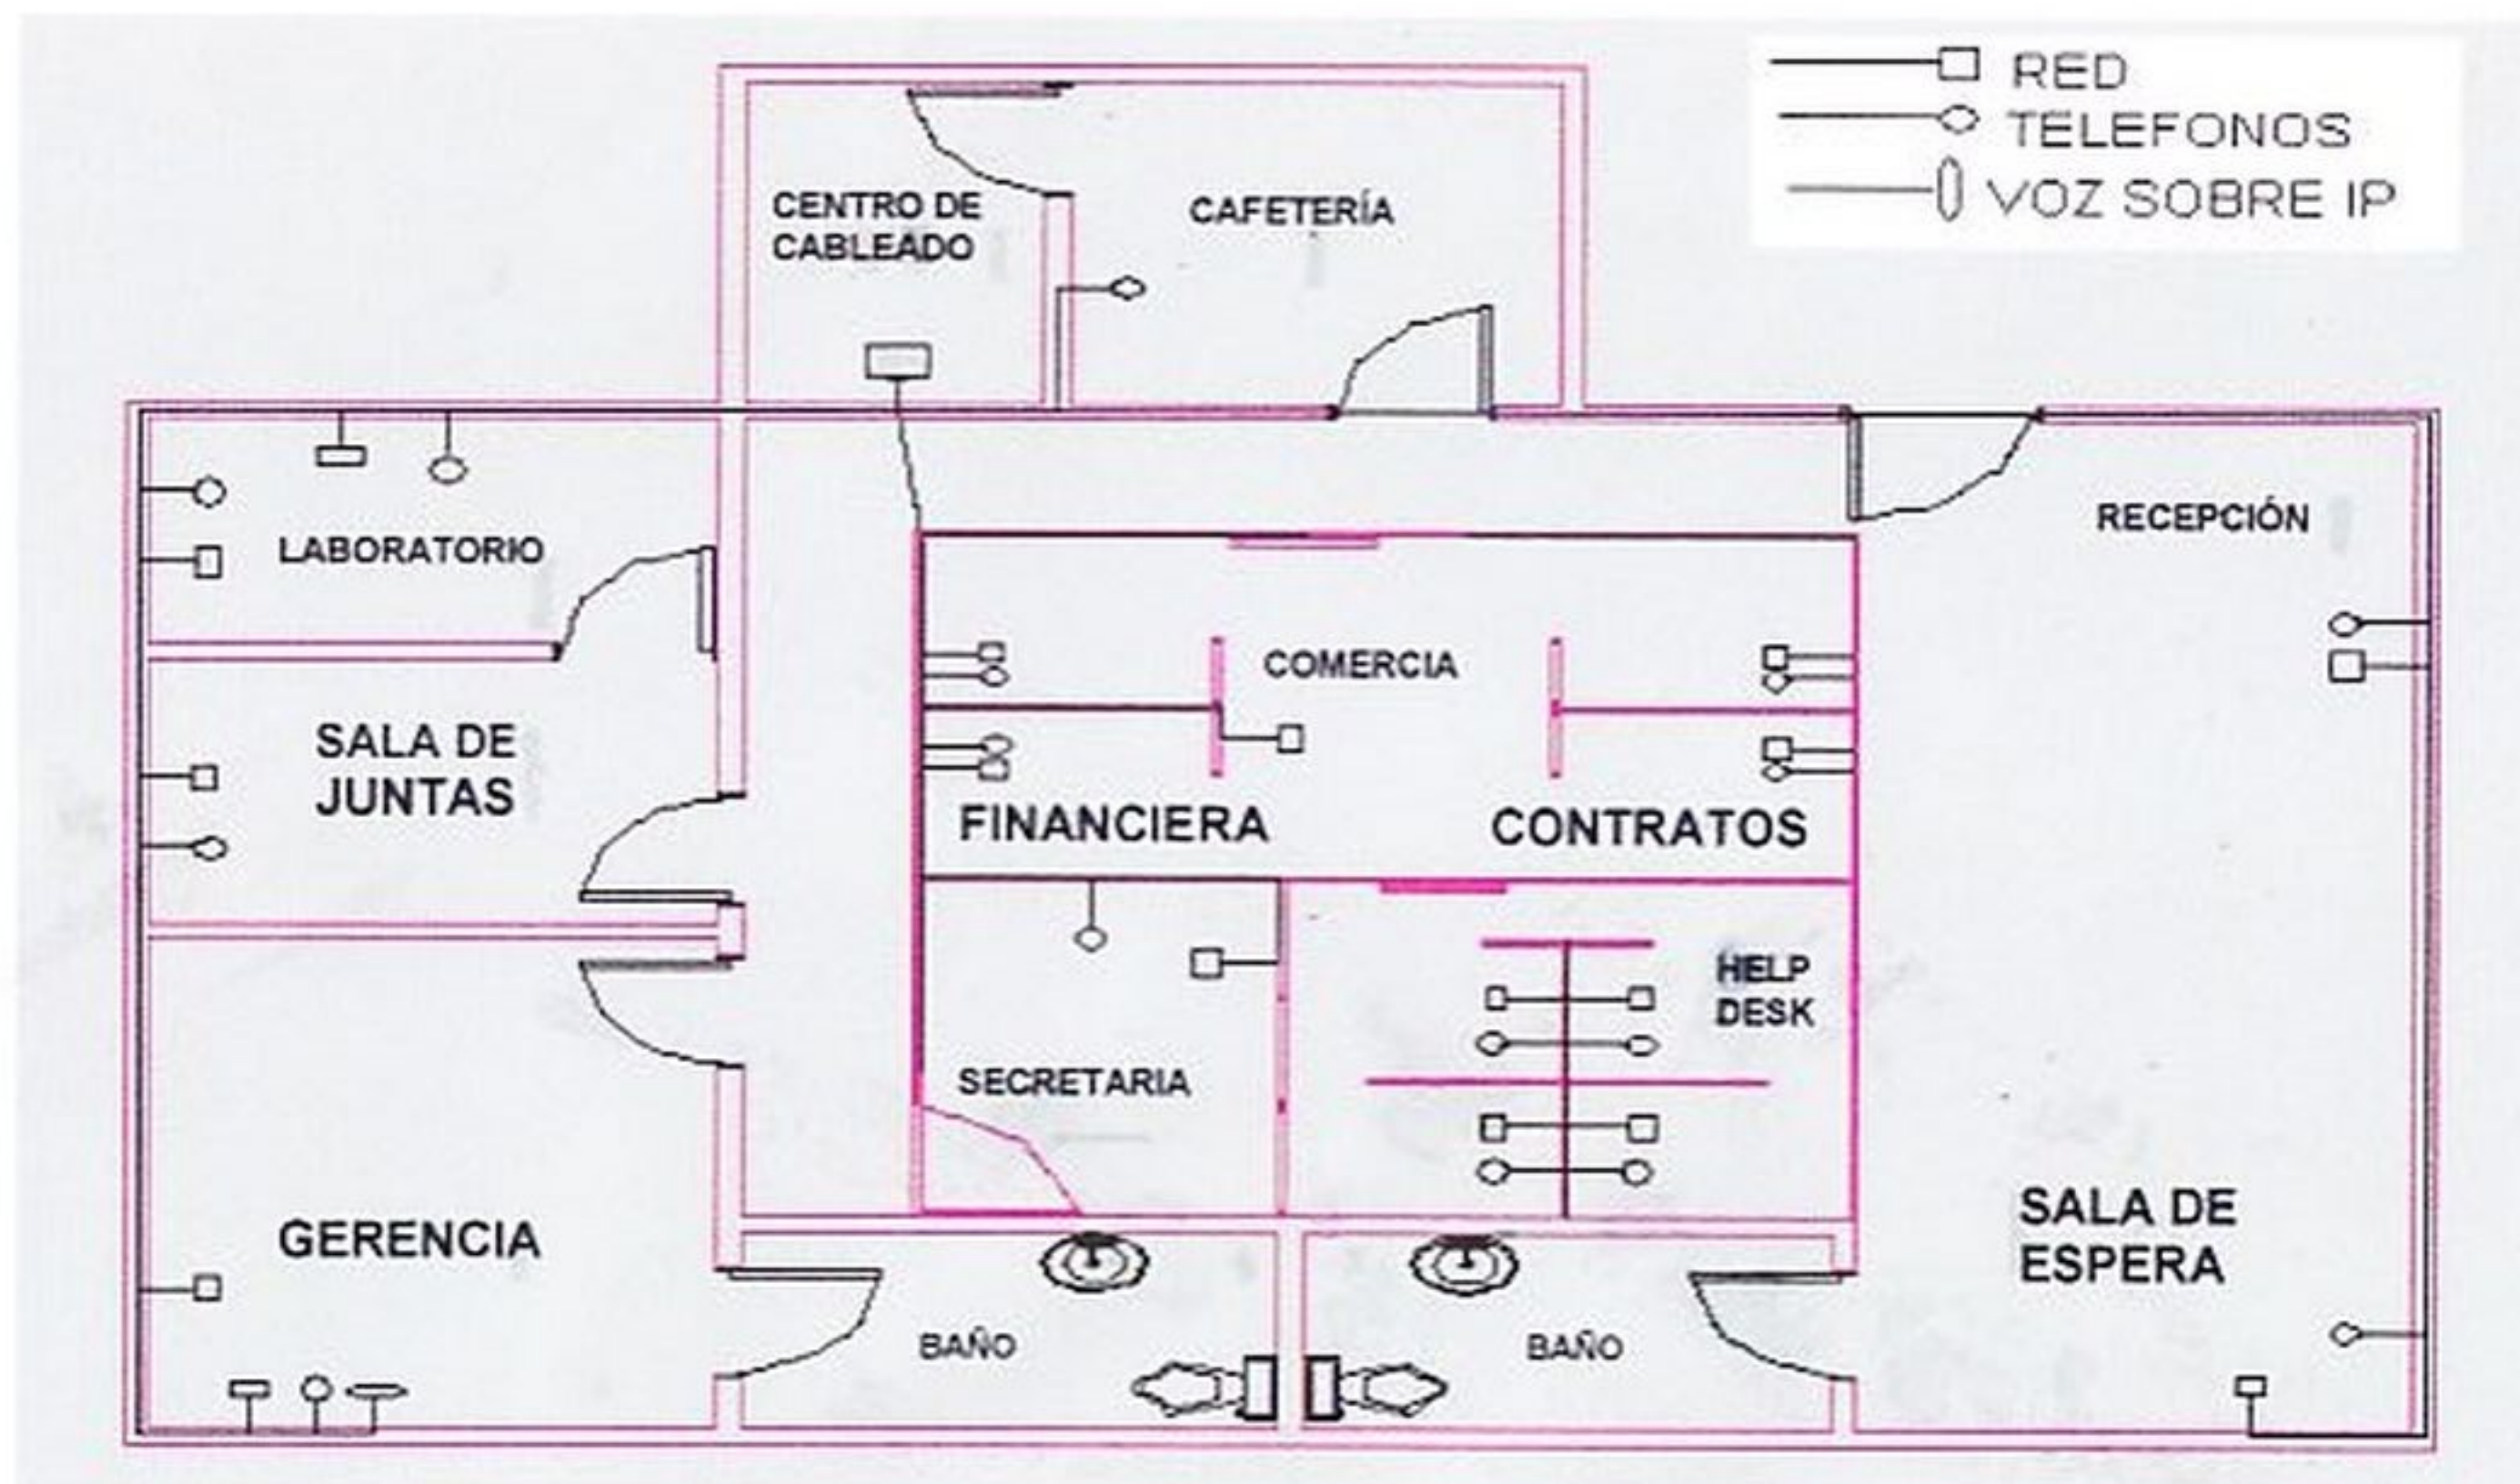 RED
TELEFONOS
VOZ SOBRE IP
CENTRO DE
CABLEADO
CAFETERÍA
LABORATORIO
RECEPCIÓN
SALA DE
JUNTAS
COMERCIA
FINANCIERA
CONTRATOS
HELP
DESK
SECRETARIA
GERENCIA
SALA DE
ESPERA
BAÑO
BAÑO